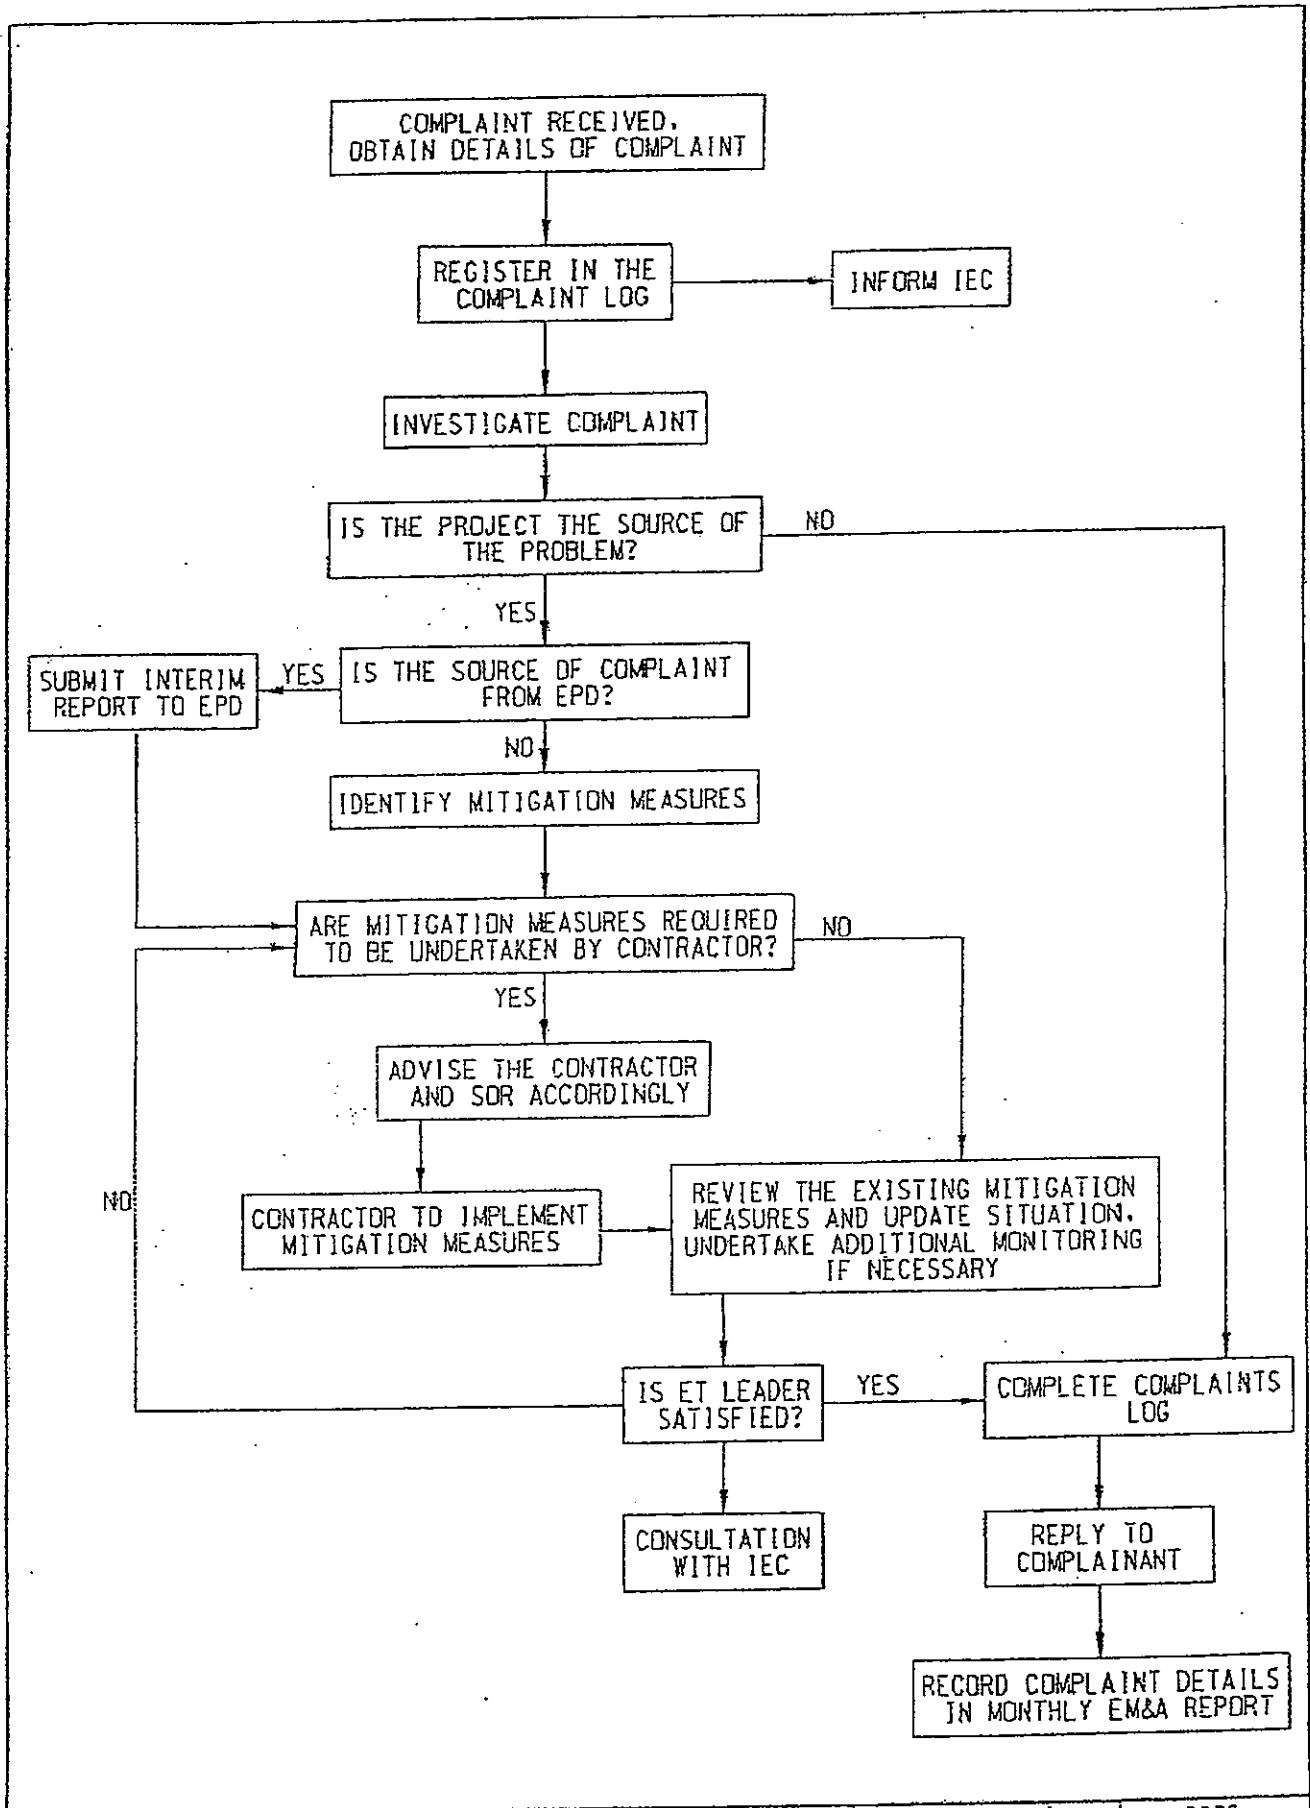 COMPLAINT RECEIVED,
OBTAIN DETAILS OF COMPLAINT
REGISTER IN THE
COMPLAINT LOG
INFORM IEC
INVESTIGATE COMPLAINT
IS THE PROJECT THE SOURCE OF
THE PROBLEM?
NO
YES
SUBMIT INTERIM
REPORT TO EPD
YES
IS THE SOURCE OF COMPLAINT
FROM EPD?
NO
IDENTIFY MITIGATION MEASURES
ARE MITIGATION MEASURES REQUIRED
TO BE UNDERTAKEN BY CONTRACTOR?
NO
YES
ADVISE THE CONTRACTOR
AND SOR ACCORDINGLY
NO
CONTRACTOR TO IMPLEMENT
MITIGATION MEASURES
REVIEW THE EXISTING MITIGATION
MEASURES AND UPDATE SITUATION.
UNDERTAKE ADDITIONAL MONITORING
IF NECESSARY
IS ET LEADER
SATISFIED?
YES
COMPLETE COMPLAINTS
LOG
CONSULTATION
WITH IEC
REPLY TO
COMPLAINANT
RECORD COMPLAINT DETAILS
IN MONTHLY EM&A REPORT